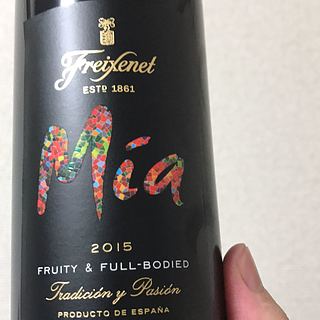 Freixenet
ESTD 1861
Mía
2015
FRUITY & FULL-BODIED
Tradición y Pasión
PRODUCTO DE ESPAÑA